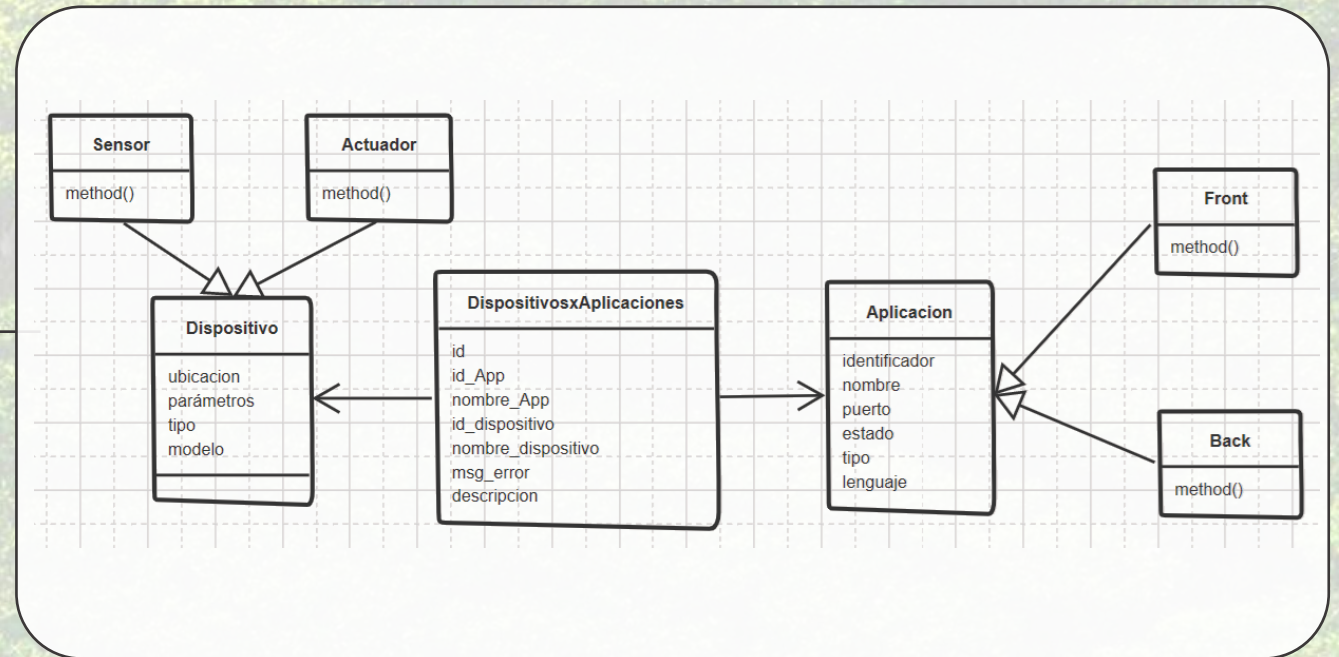 Sensor
method()
Actuador
method()
Dispositivo
ubicacion
parámetros
tipo
modelo
DispositivosxAplicaciones
id
id_App
nombre_App
id_dispositivo
nombre_dispositivo
msg_error
descripcion
Aplicacion
identificador
nombre
puerto
estado
tipo
lenguaje
Front
method()
Back
method()